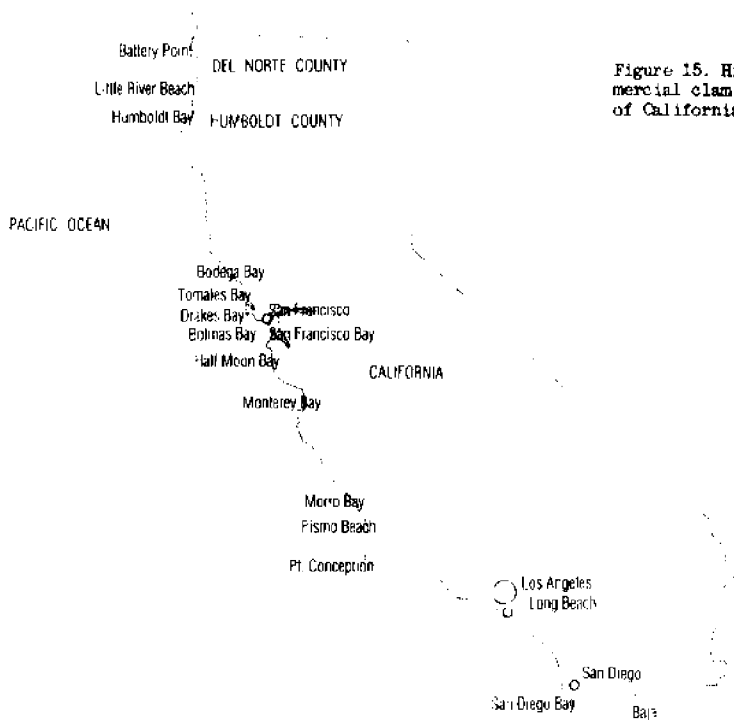 Battery Point
DEL NORTE COUNTY
Figure 15.
mercial clam
of California
Little River Beach
Humboldt Bay
HUMBOLDT COUNTY
PACIFIC OCEAN
Bodega Bay
Tomales Bay
San Francisco
Drakes Bay
Bolinas Bay
San Francisco Bay
Half Moon Bay
CALIFORNIA
Monterey Bay
Morro Bay
Pismo Beach
Pt. Conception
Los Angeles
Long Beach
San Diego
San Diego Bay
Baja